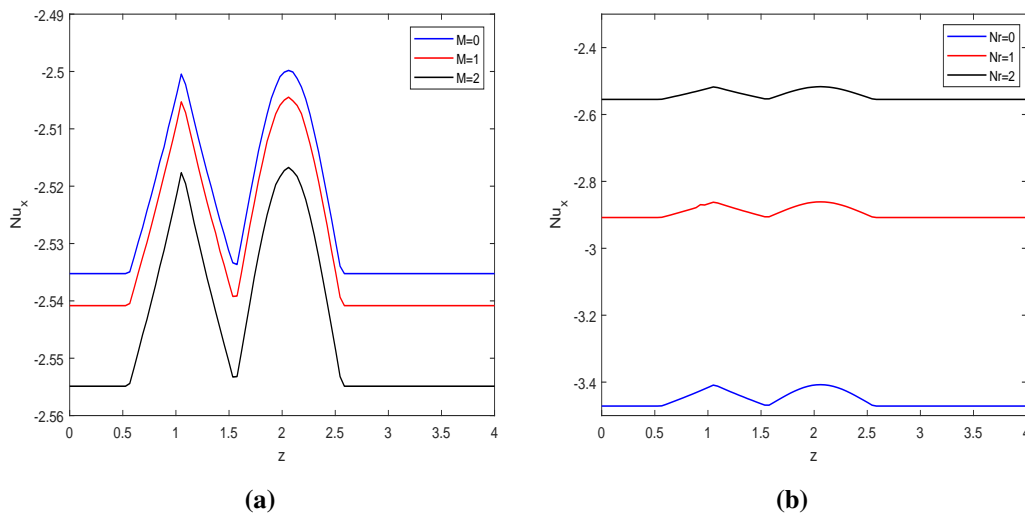 -2.49
-2.5
-2.51
-2.52
-2.53
-2.54
-2.55
-2.56
Nu_x
M=0
M=1
M=2
0 0.5 1 1.5 2 2.5 3 3.5 4
z
(a)
-2.4
-2.6
-2.8
-3
-3.2
-3.4
Nu_x
Nr=0
Nr=1
Nr=2
0 0.5 1 1.5 2 2.5 3 3.5 4
z
(b)